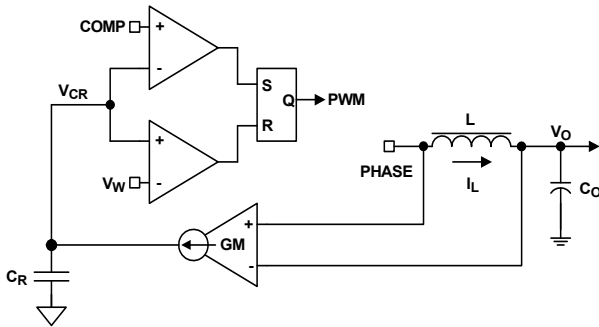 COMP
+
-
V_CR
S
Q
PWM
R
+
V_W
-
L
V_O
PHASE
I_L
C_O
+
GM
-
C_R